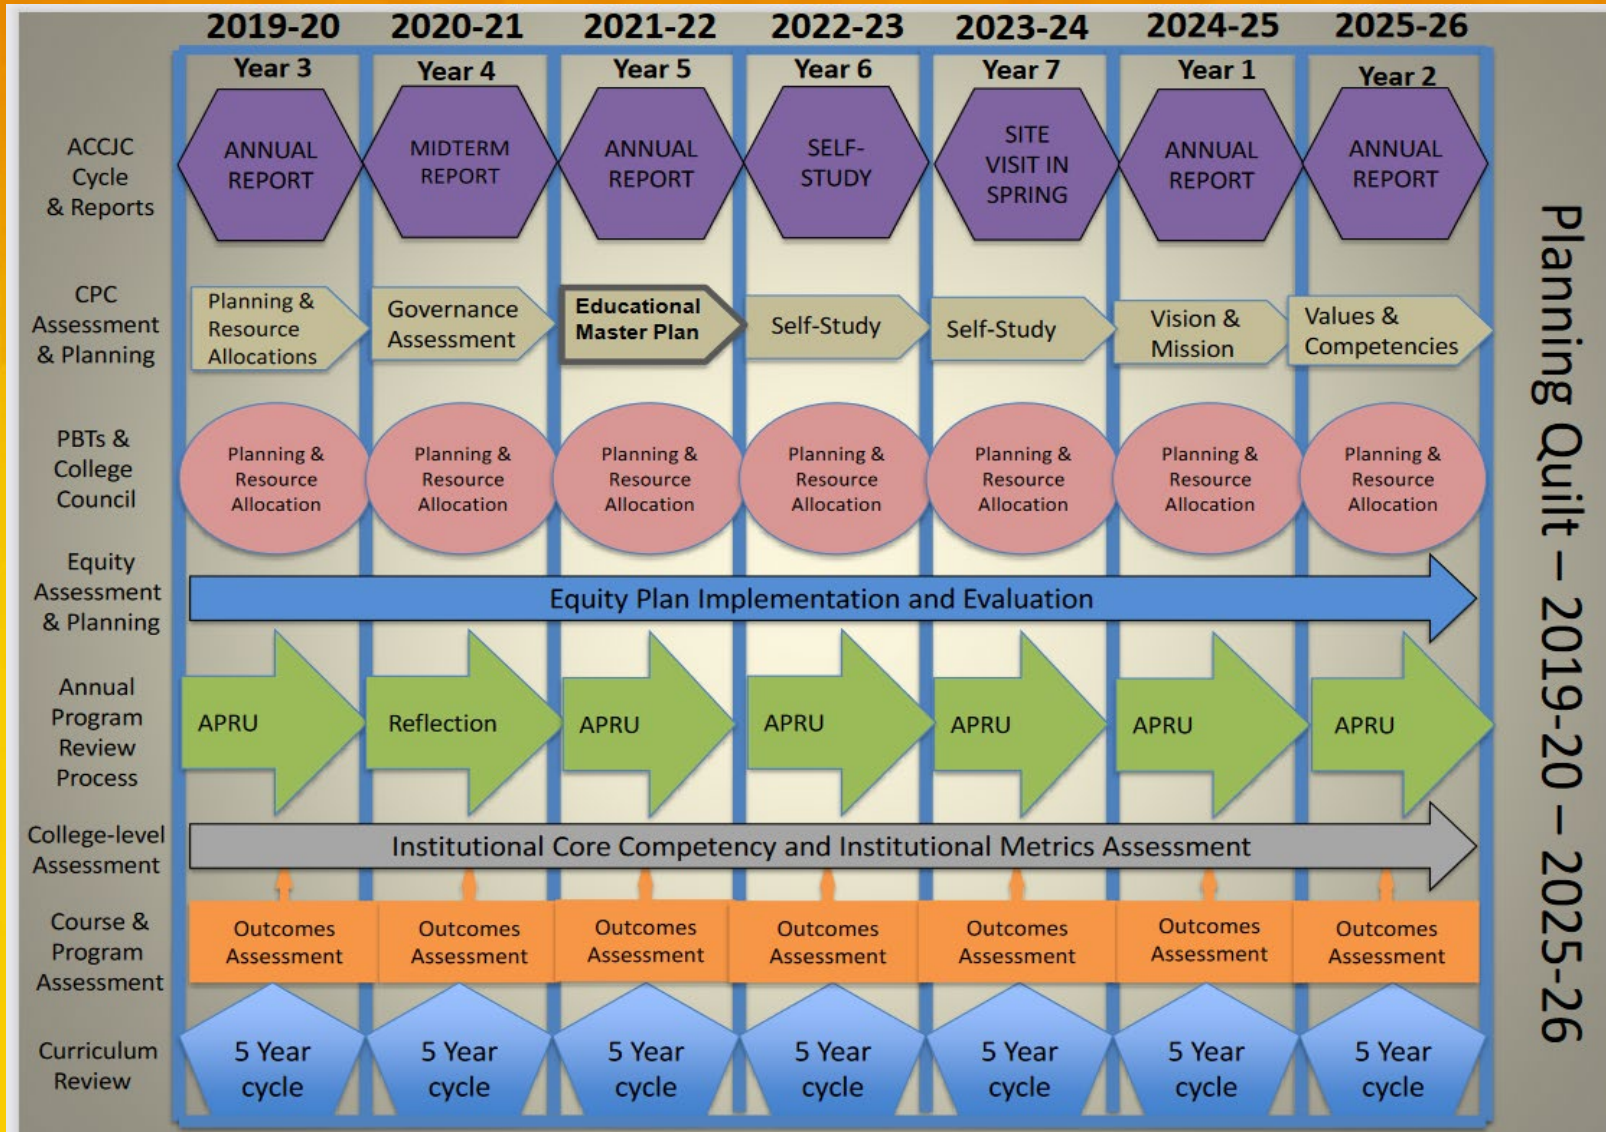 2019-20 2020-21 2021-22 2022-23 2023-24 2024-25 2025-26
Year 3 Year 4 Year 5 Year 6 Year 7 Year 1 Year 2
ACCJC
Cycle
& Reports
ANNUAL
REPORT
MIDTERM
REPORT
ANNUAL
REPORT
SELF-
STUDY
SITE
VISIT IN
SPRING
ANNUAL
REPORT
ANNUAL
REPORT
CPC
Assessment
& Planning
Planning &
Resource
Allocations
Governance
Assessment
Educational
Master Plan
Self-Study
Self-Study
Vision &
Mission
Values &
Competencies
PBTs &
College
Council
Planning &
Resource
Allocation
Planning &
Resource
Allocation
Planning &
Resource
Allocation
Planning &
Resource
Allocation
Planning &
Resource
Allocation
Planning &
Resource
Allocation
Planning &
Resource
Allocation
Equity
Assessment
& Planning
Equity Plan Implementation and Evaluation
Annual
Program
Review
Process
APRU
Reflection
APRU
APRU
APRU
APRU
APRU
College-level
Assessment
Institutional Core Competency and Institutional Metrics Assessment
Course &
Program
Assessment
Outcomes
Assessment
Outcomes
Assessment
Outcomes
Assessment
Outcomes
Assessment
Outcomes
Assessment
Outcomes
Assessment
Outcomes
Assessment
Curriculum
Review
5 Year
cycle
5 Year
cycle
5 Year
cycle
5 Year
cycle
5 Year
cycle
5 Year
cycle
5 Year
cycle
Planning Quilt – 2019-20 – 2025-26